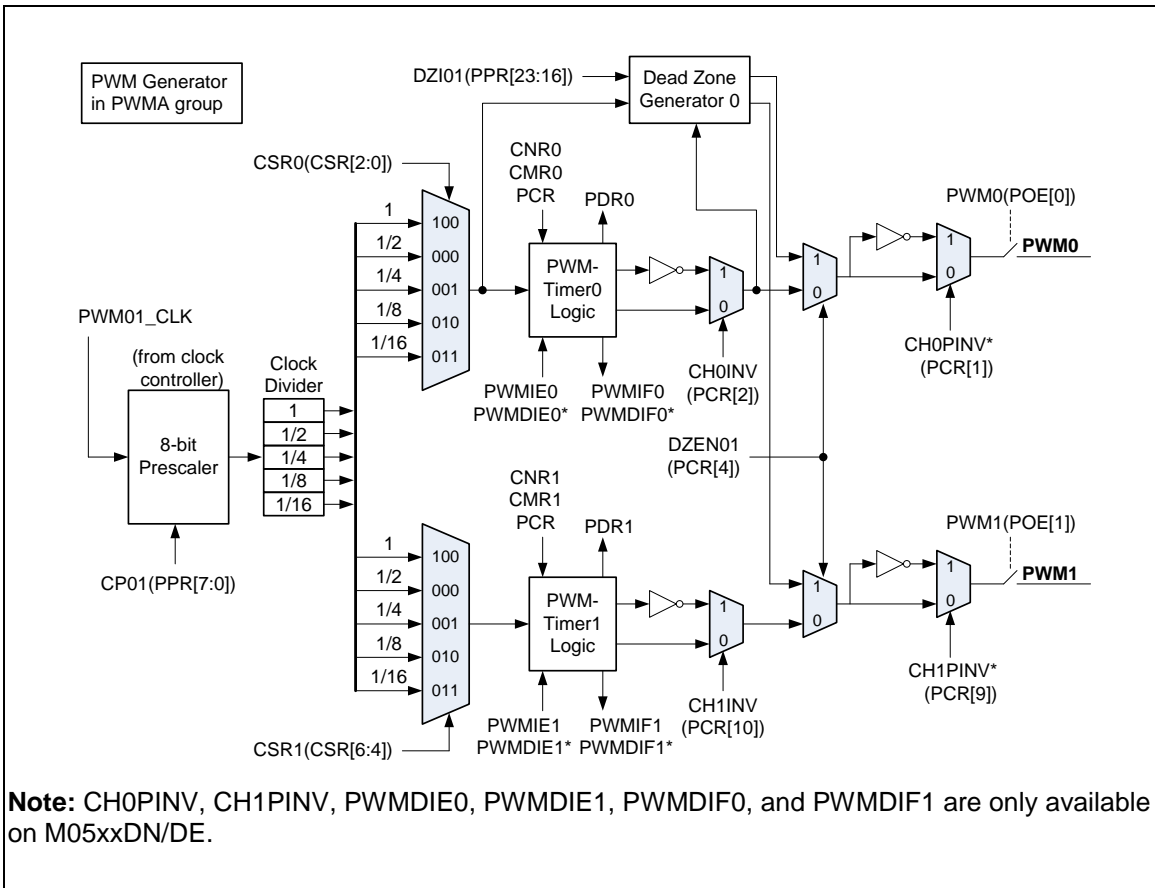 PWM Generator
in PWMA group
DZI01(PPR[23:16])
Dead Zone
Generator 0
CSR0(CSR[2:0])
CNR0
CMR0
PCR
PDR0
1
1/2
1/4
1/8
1/16
100
000
001
010
011
PWM-
Timer0
Logic
1
0
1
0
1
0
PWM0(POE[0])
PWM0
PWMIE0
PWMDIE0*
PWMIF0
PWMDIF0*
CH0INV
(PCR[2])
CH0PINV*
(PCR[1])
PWM01_CLK
(from clock
controller)
8-bit
Prescaler
CP01(PPR[7:0])
Clock
Divider
1
1/2
1/4
1/8
1/16
DZEN01
(PCR[4])
CNR1
CMR1
PCR
PDR1
1
1/2
1/4
1/8
1/16
100
000
001
010
011
PWM-
Timer1
Logic
1
0
1
0
1
0
PWM1(POE[1])
PWM1
CSR1(CSR[6:4])
PWMIE1
PWMDIE1*
PWMIF1
PWMDIF1*
CH1INV
(PCR[10])
CH1PINV*
(PCR[9])
Note: CH0PINV, CH1PINV, PWMDIE0, PWMDIE1, PWMDIF0, and PWMDIF1 are only available
on M05xxDN/DE.